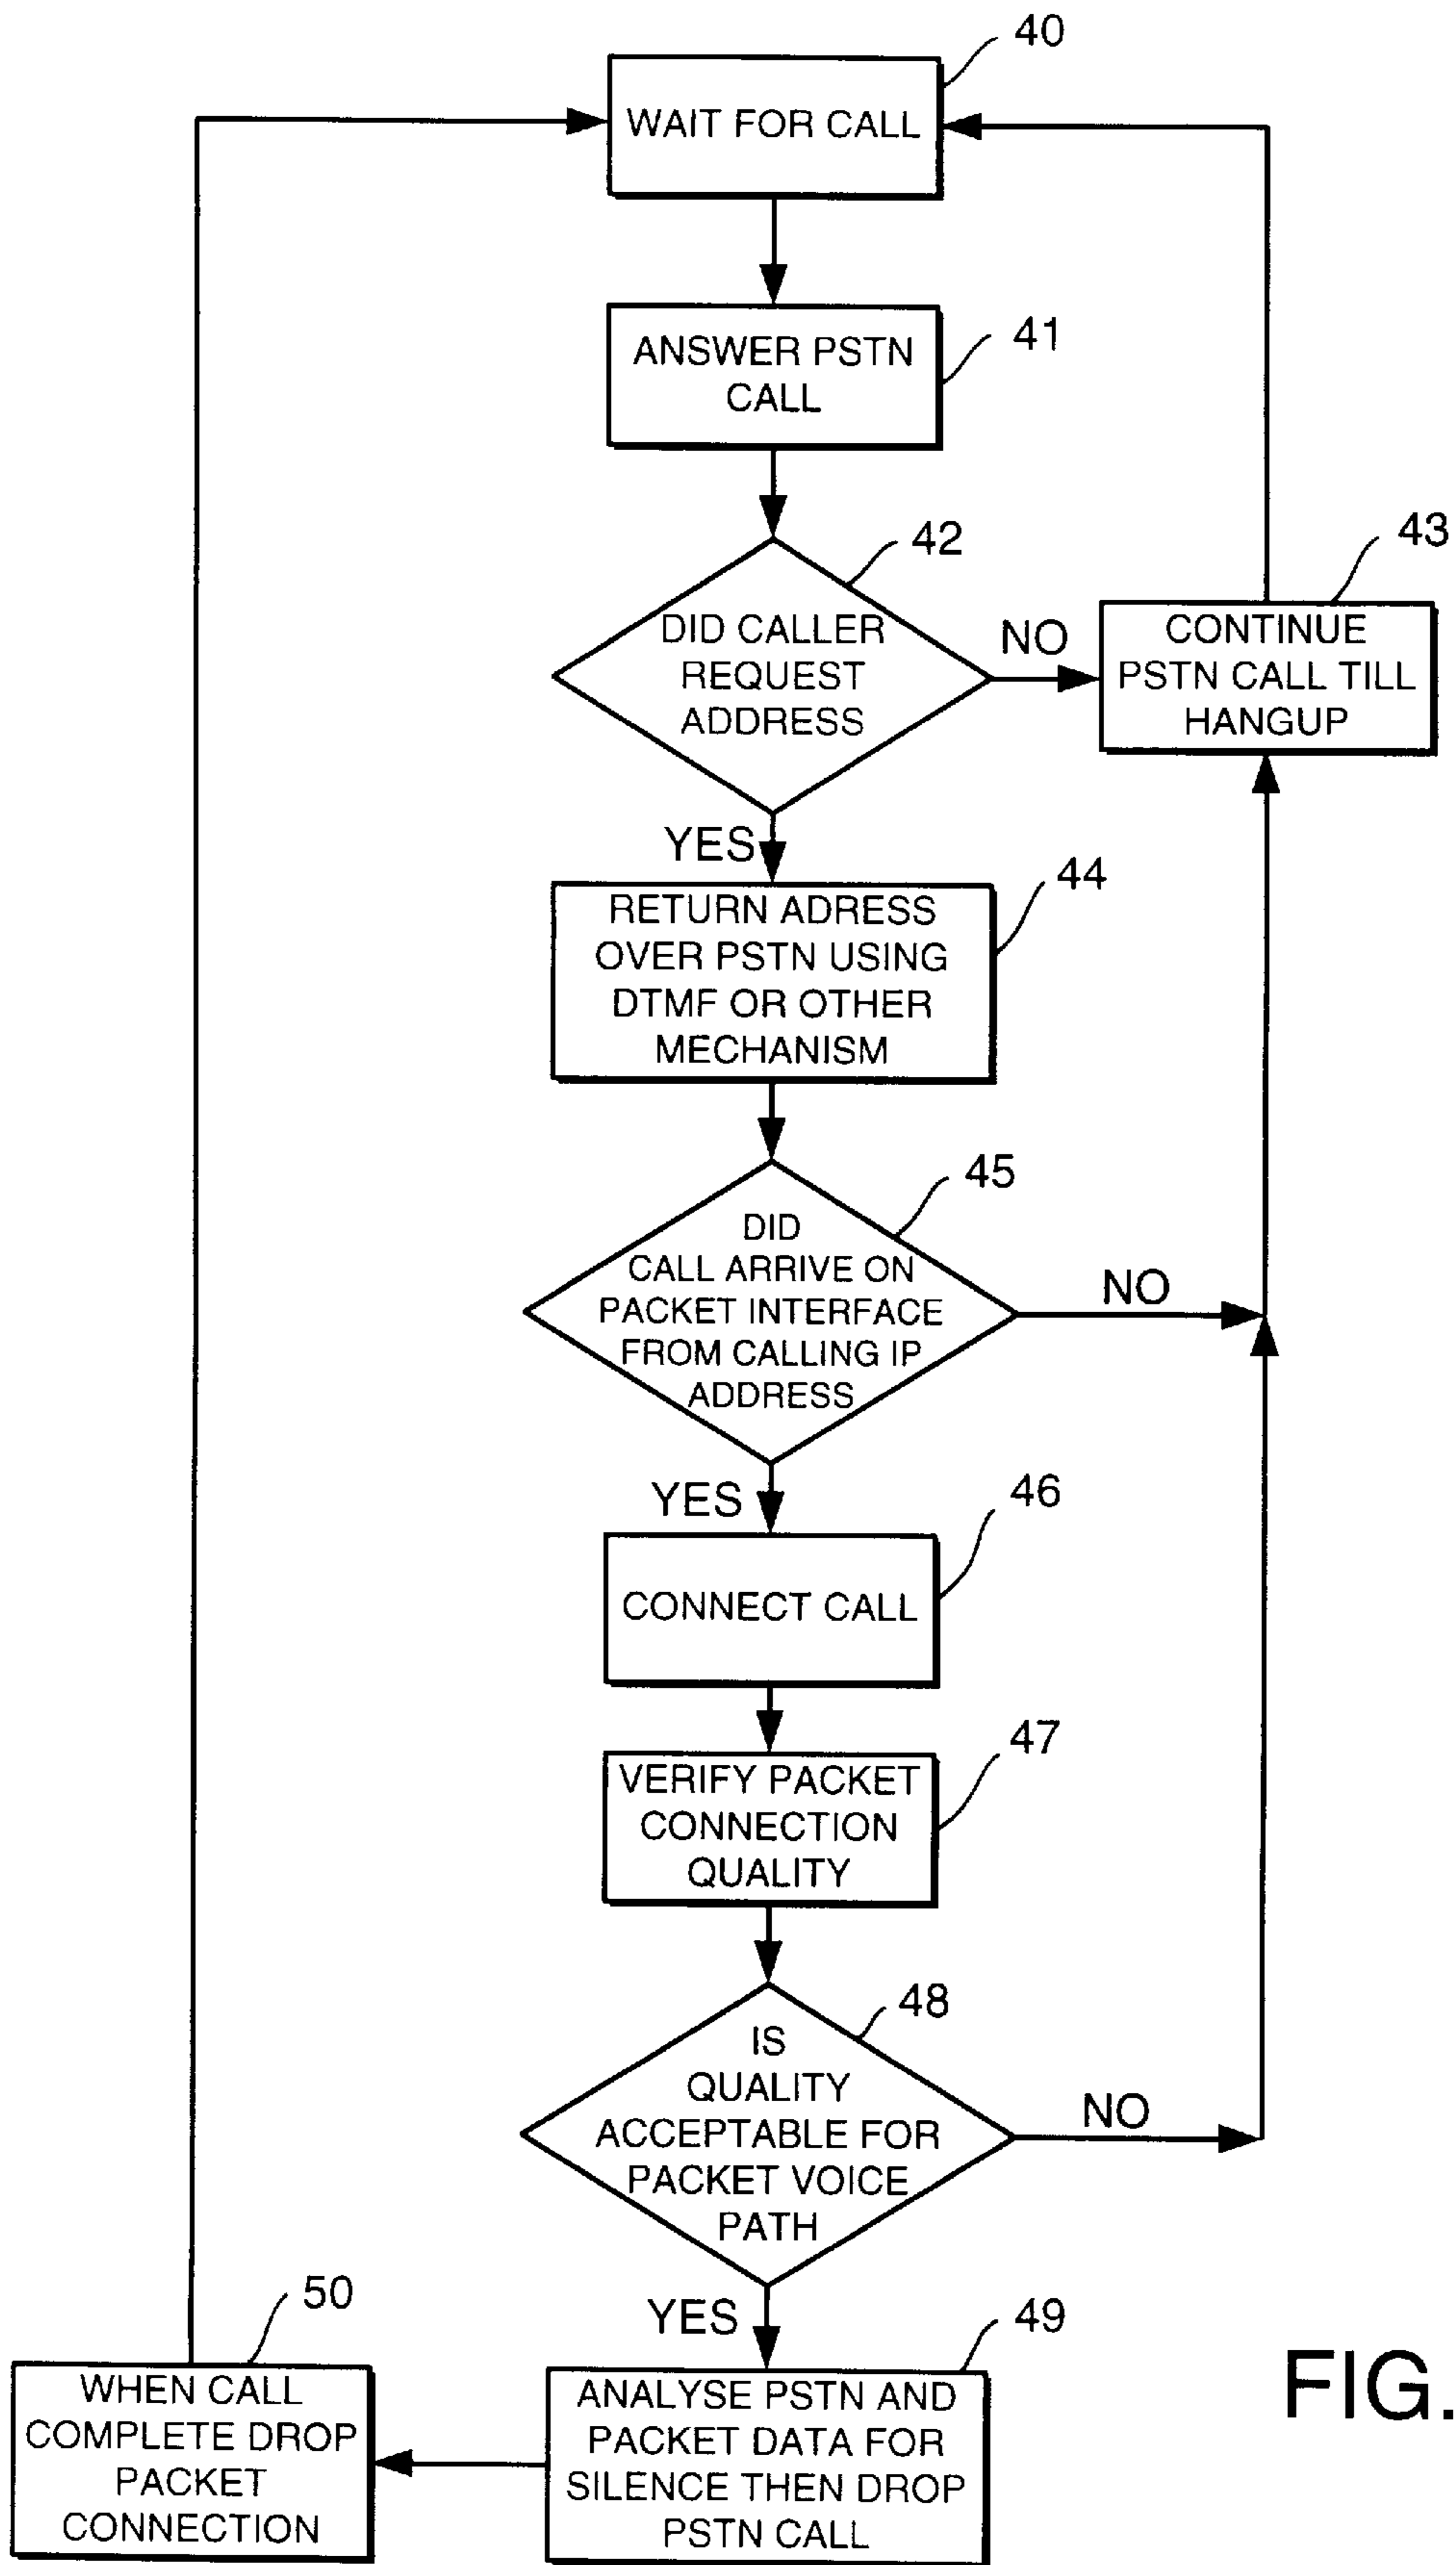 40
WAIT FOR CALL
41
ANSWER PSTN
CALL
42
DID CALLER
REQUEST
ADDRESS
NO
43
CONTINUE
PSTN CALL TILL
HANGUP
YES
44
RETURN ADRESS
OVER PSTN USING
DTMF OR OTHER
MECHANISM
45
DID
CALL ARRIVE ON
PACKET INTERFACE
FROM CALLING IP
ADDRESS
NO
YES
46
CONNECT CALL
47
VERIFY PACKET
CONNECTION
QUALITY
48
IS
QUALITY
ACCEPTABLE FOR
PACKET VOICE
PATH
NO
YES
49
ANALYSE PSTN AND
PACKET DATA FOR
SILENCE THEN DROP
PSTN CALL
50
WHEN CALL
COMPLETE DROP
PACKET
CONNECTION
FIG.